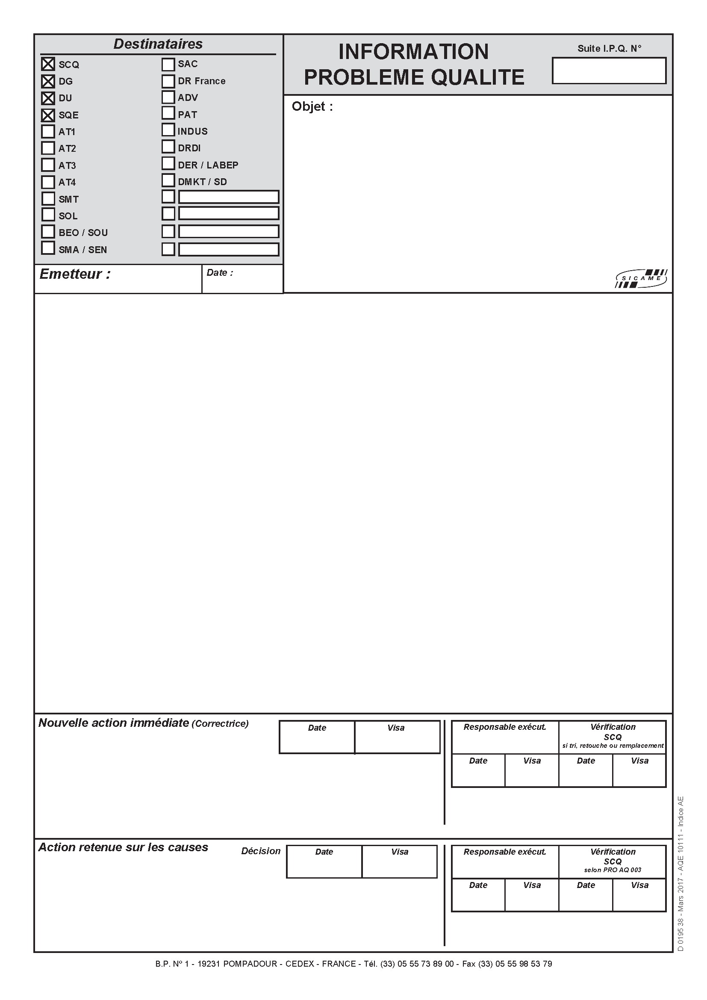 Destinataires
SCQ
DG
DU
SQE
AT1
AT2
AT3
AT4
SMT
SOL
BEO / SOU
SMA / SEN
SAC
DR France
ADV
PAT
INDUS
DRDI
DER / LABEP
DMKT / SD
Emetteur :
Date :
INFORMATION
PROBLEME QUALITE
Suite I.P.Q. N°
Objet :
SICAME
Nouvelle action immédiate (Correctrice)
Date
Visa
Responsable exécut.
Vérification
SCQ
si tri, retouche ou remplacement
Date
Visa
Date
Visa
Action retenue sur les causes
Décision
Date
Visa
Responsable exécut.
Vérification
SCQ
selon PRO AQ 003
Date
Visa
Date
Visa
D 0195 38 - Mars 2017 - AQE 10111 - Indice AE
B.P. Nº 1 - 19231 POMPADOUR - CEDEX - FRANCE - Tél. (33) 05 55 73 89 00 - Fax (33) 05 55 98 53 79